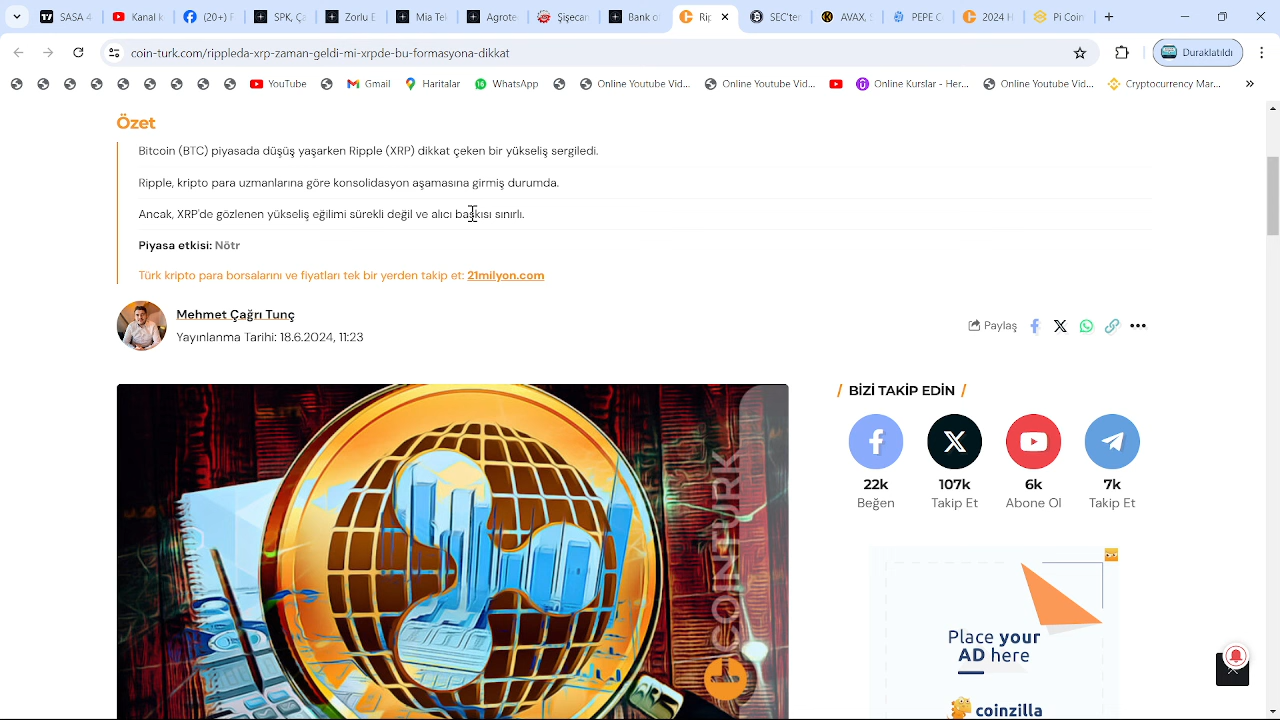 TASA
Kanal
(20+)
SPK Ç
Zorlu
İş Tel
Agrotı
Şirecan
Bank o
Rip
SEC'ter
AVAX,
PEPE
2024 H
Pi Coin
coin-turk.com/rippleda-xrp-zaman-geldi-mi-xrpde-bu-formasyona-dikkat
Duraklatıldı
YouTube
Gmail
Haritalar
WhatsApp
Online Youtube Vid...
Online Youtube Vid...
Online Kurslar - Her...
Online Youtube Vid...
Cryptocurrency Mar...
Özet
Bitcoin (BTC) piyasada düşüş yaşarken Ripple (XRP) dikkat çeken bir yükseliş sergiledi.
Ripple, kripto para uzmanlarına göre konsolidasyon aşamasına girmiş durumda.
Ancak, XRP'de gözlenen yükseliş eğilimi sürekli değil ve alıcı baskısı sınırlı.
Piyasa etkisi: Nötr
Türk kripto para borsalarını ve fiyatları tek bir yerden takip et: 21milyon.com
Mehmet Çağrı Tunç
Yayınlanma Tarihi: 18.6.2024, 11:23
Paylaş
BİZİ TAKİP EDİN
22k
Beğen
107k
Takip Et
6k
Abone Ol
7k
Takip Et
COINTURK
Place your
AD here
coinzilla